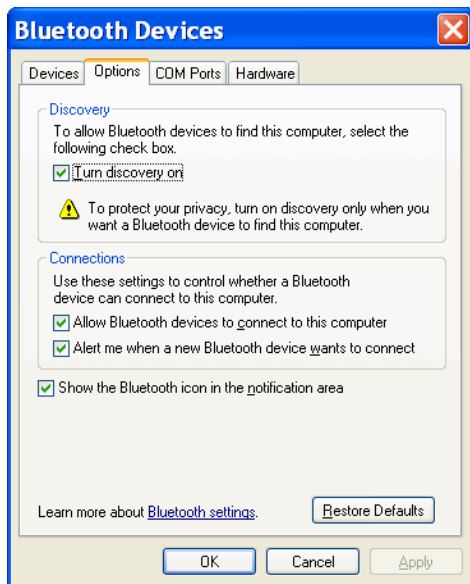 Bluetooth Devices
Devices Options COM Ports Hardware
Discovery
To allow Bluetooth devices to find this computer, select the
following check box.
Turn discovery on
To protect your privacy, turn on discovery only when you
want a Bluetooth device to find this computer.
Connections
Use these settings to control whether a Bluetooth
device can connect to this computer.
Allow Bluetooth devices to connect to this computer
Alert me when a new Bluetooth device wants to connect
Show the Bluetooth icon in the notification area
Learn more about Bluetooth settings. Restore Defaults
OK Cancel Apply